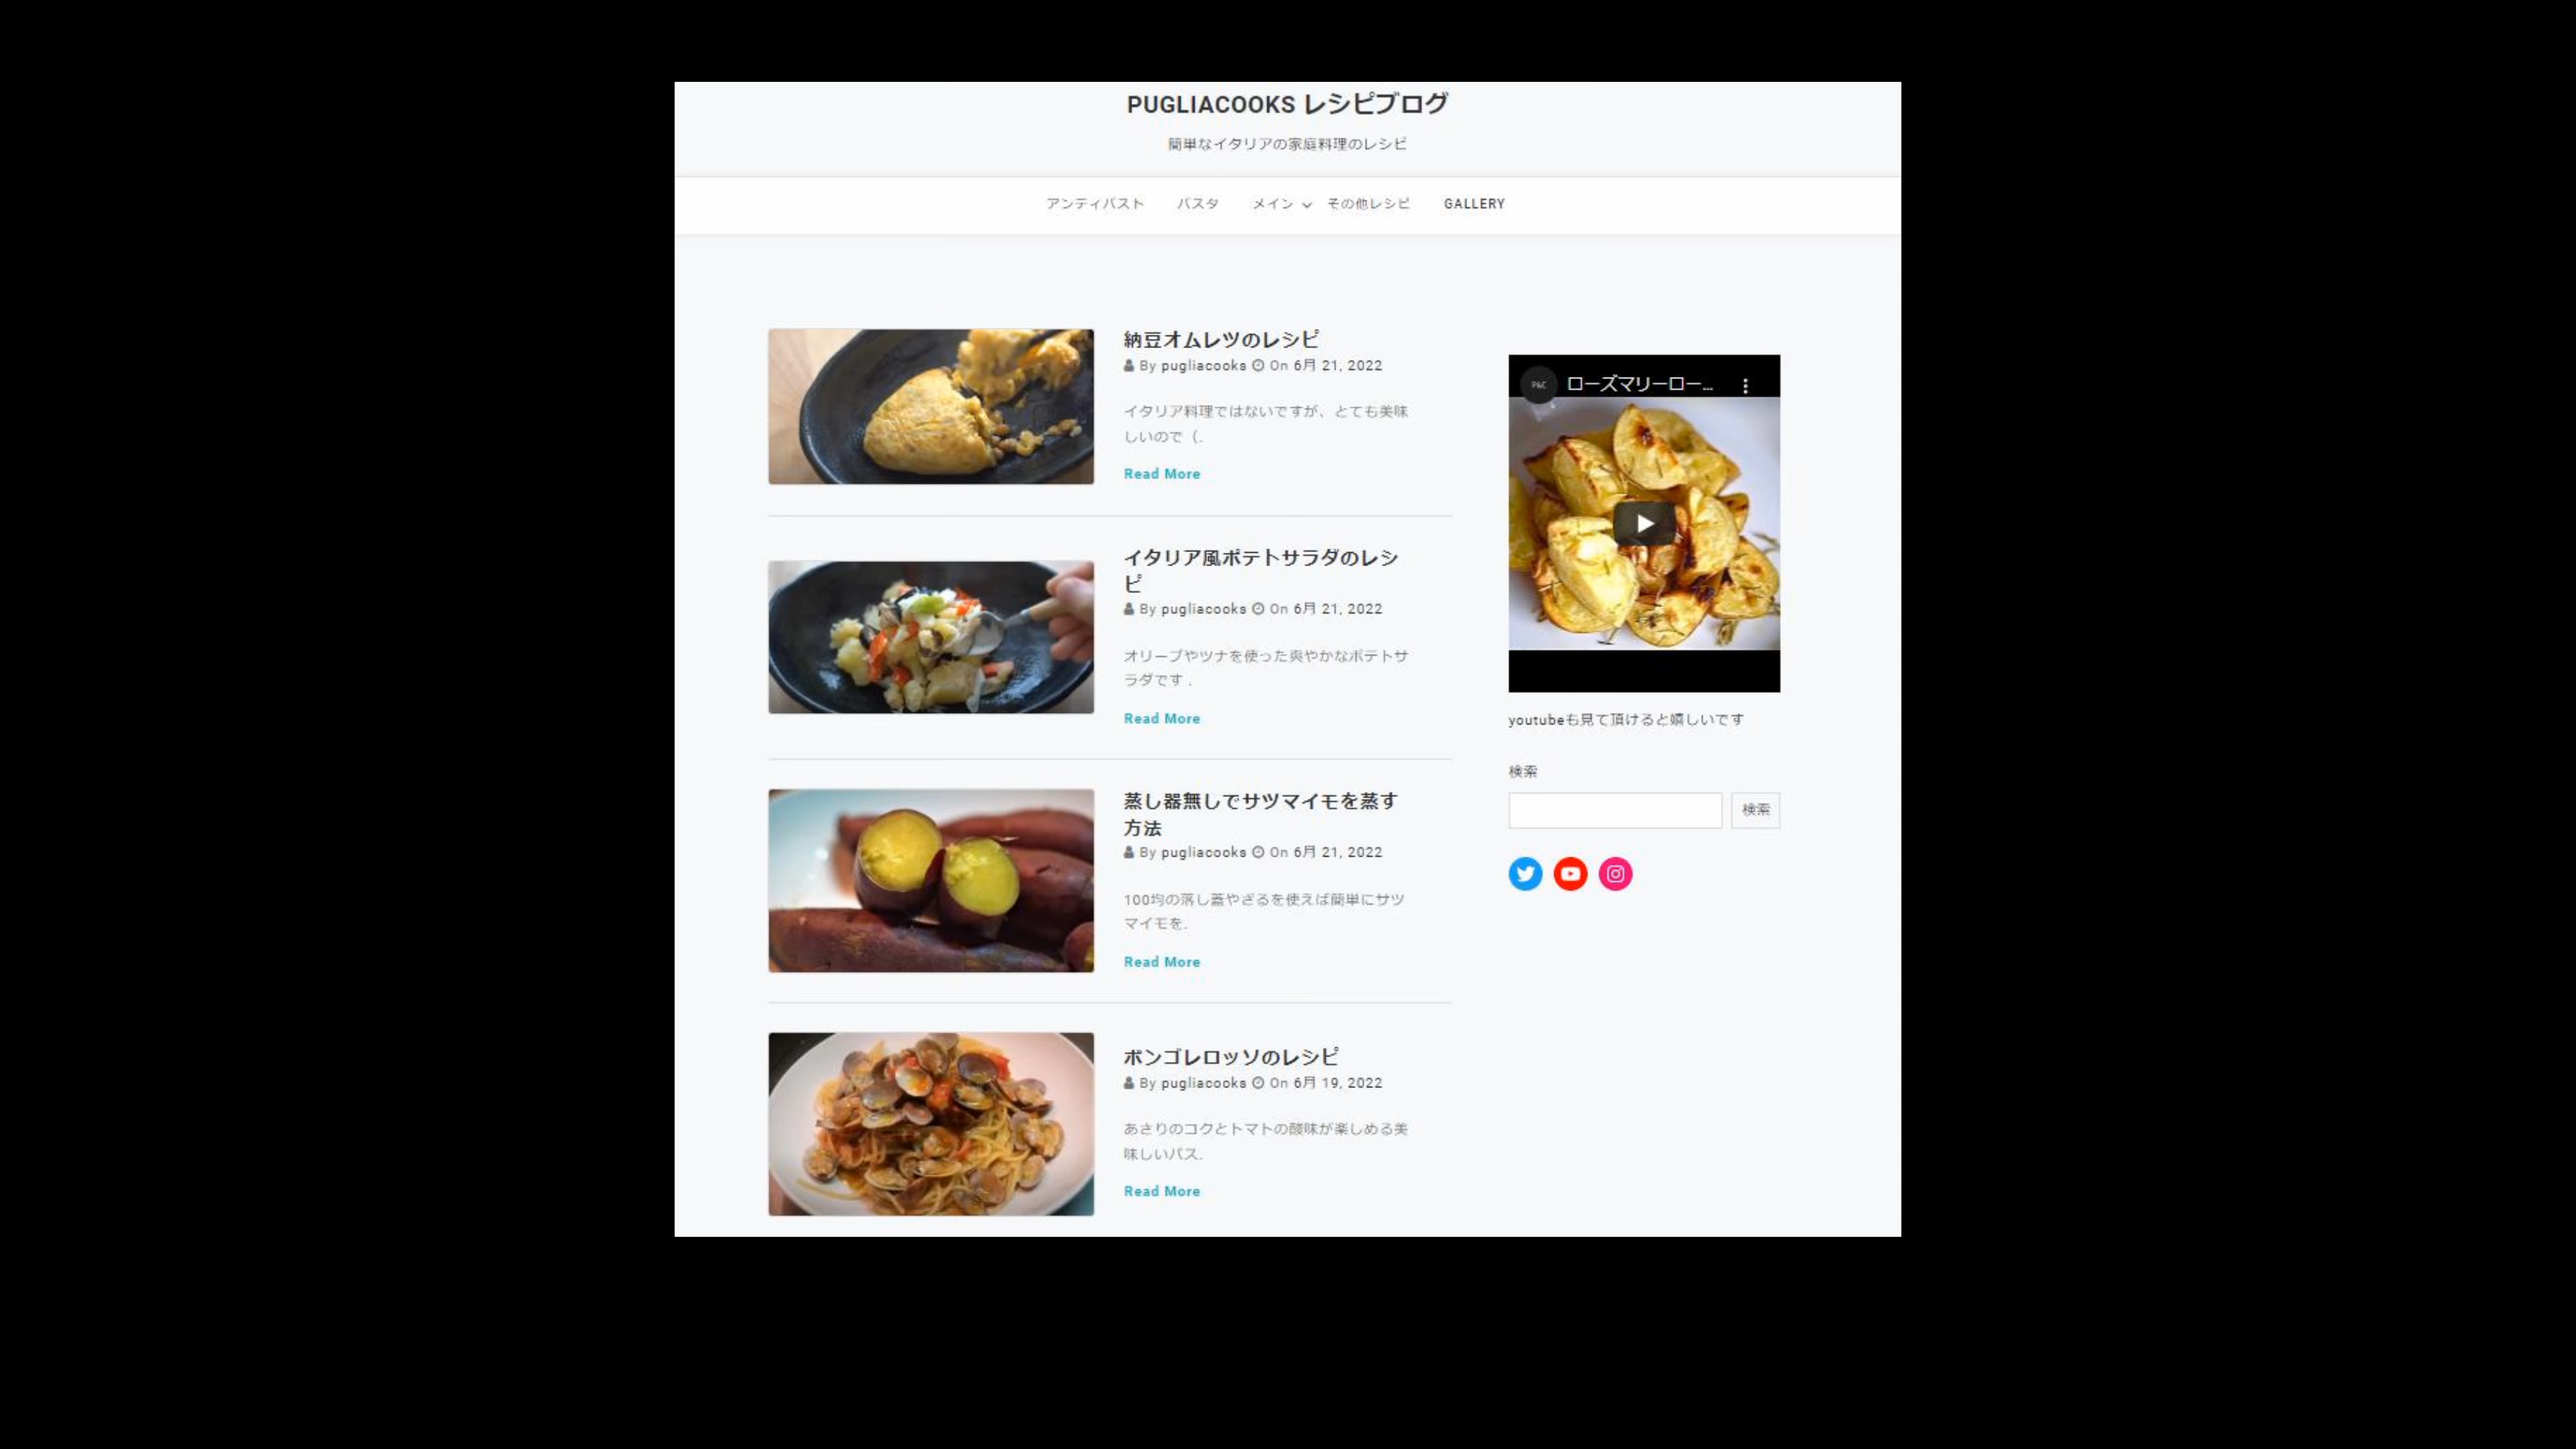 PUGLIACOOKS レシピブログ
簡単なイタリアの家庭料理のレシピ
アンティパスト パスタ メイン その他レシピ GALLERY
納豆オムレツのレシピ
By pugliacooks On 6月 21, 2022
イタリア料理ではないですが、とても美味
しいので（.
Read More
イタリア風ポテトサラダのレシ
ピ
By pugliacooks On 6月 21, 2022
オリーブやツナを使った爽やかなポテトサ
ラダです .
Read More
蒸し器無しでサツマイモを蒸す
方法
By pugliacooks On 6月 21, 2022
100均の落し蓋やざるを使えば簡単にサツ
マイモを.
Read More
ボンゴレロッソのレシピ
By pugliacooks On 6月 19, 2022
あさりのコクとトマトの酸味が楽しめる美
味しいパス.
Read More
P&C ローズマリーロー...
youtubeも見て頂けると嬉しいです
検索
検索